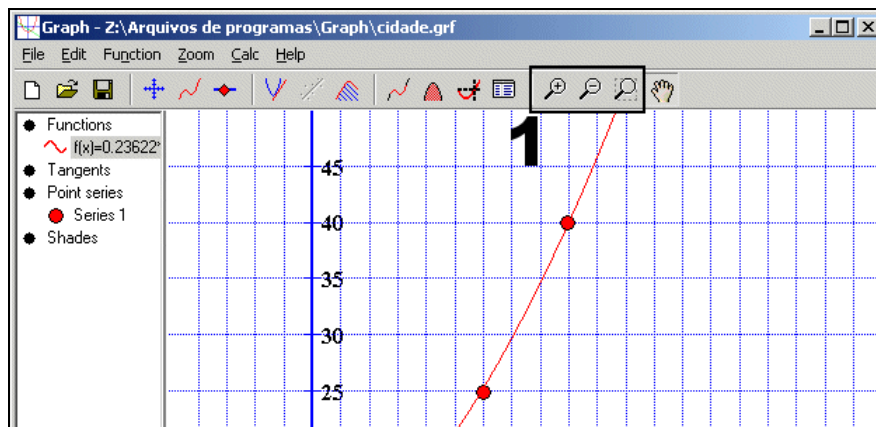 Graph - Z:\Arquivos de programas\Graph\cidade.grf
File Edit Function Zoom Calc Help
1
Functions
f(x)=0.23622*
Tangents
Point series
Series 1
Shades
45
40
35
30
25